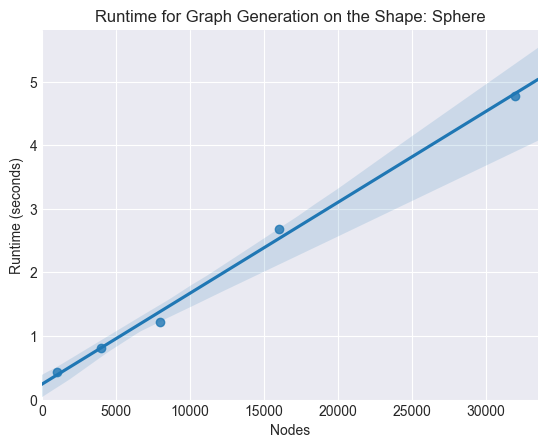 Runtime for Graph Generation on the Shape: Sphere
Runtime (seconds)
5
4
3
2
1
0
0 5000 10000 15000 20000 25000 30000
Nodes